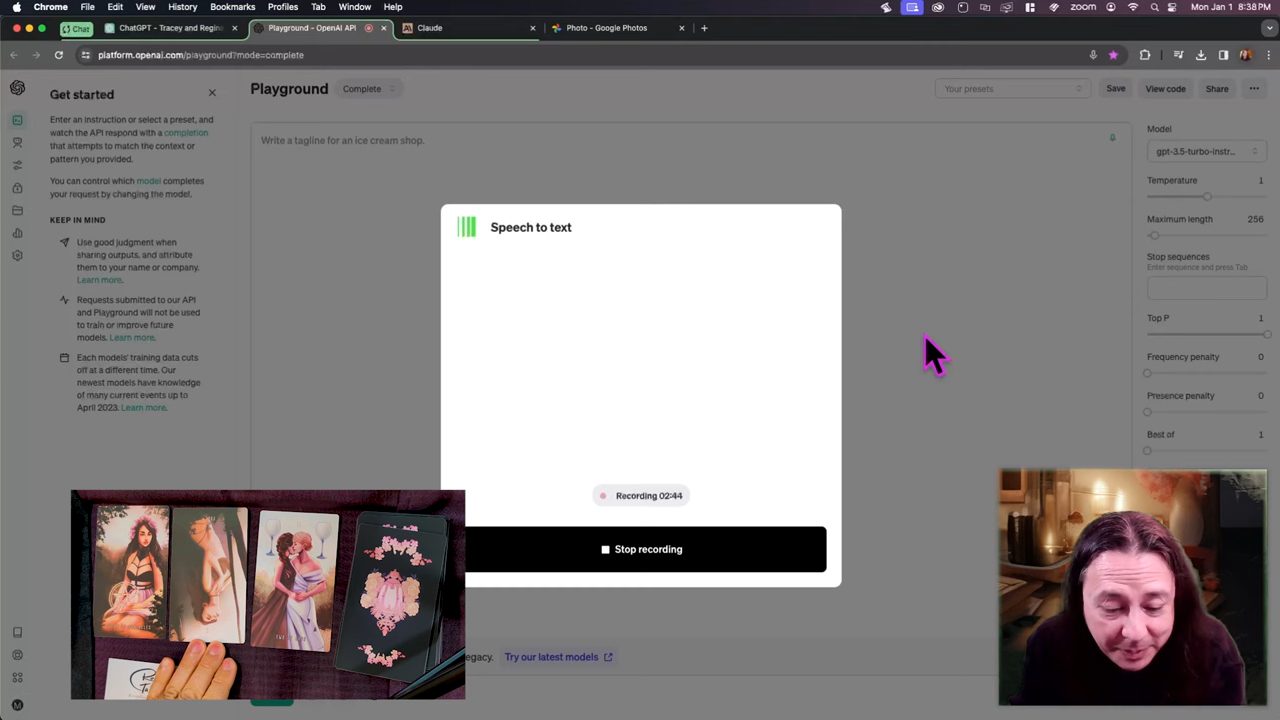 Chrome File Edit View History Bookmarks Profiles Tab Window Help
zoom Mon Jan 1 8:38 PM
Chat ChatGPT - Tracey and Regin Playground - OpenAI API Claude Photo - Google Photos
platform.openai.com/playground?mode=complete
Get started
Enter an instruction or select a preset, and
watch the API respond with a completion
that attempts to match the context or
pattern you provided.
You can control which model completes
your request by changing the model.
KEEP IN MIND
Use good judgment when
sharing outputs, and attribute
them to your name or company.
Learn more.
Requests submitted to our API
and Playground will not be used
to train or improve future
models. Learn more.
Each models' training data cuts
off at a different time. Our
newest models have knowledge
of many current events up to
April 2023. Learn more.
Playground Complete
Your presets Save View code Share
Write a tagline for an ice cream shop.
Speech to text
Recording 02:44
Stop recording
egacy. Try our latest models
Model
gpt-3.5-turbo-instr...
Temperature 1
Maximum length 256
Stop sequences
Enter sequence and press Tab
Top P 1
Frequency penalty 0
Presence penalty 0
Best of 1